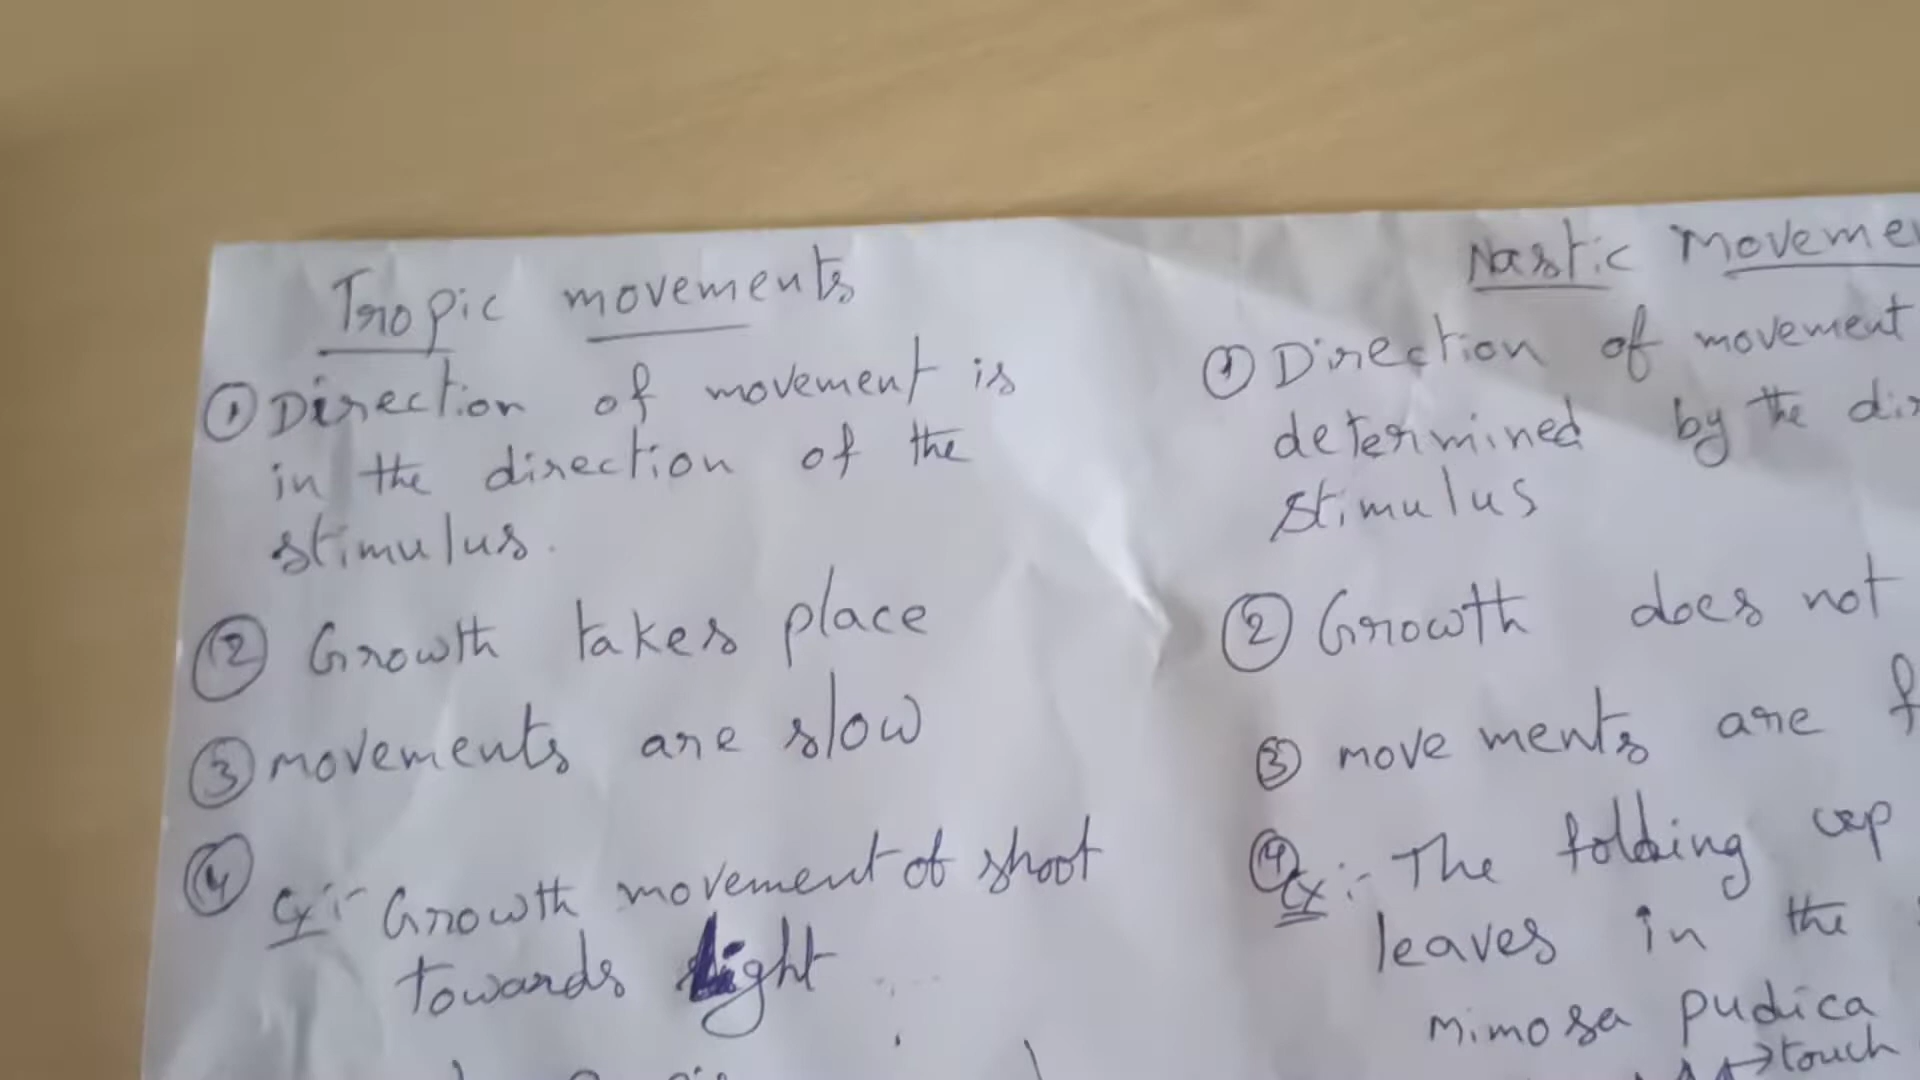 Tropic movements
① Direction of movement is
in the direction of the
stimulus.
② Growth takes place
③ movements are slow
④ Ex:- Growth movement of shoot
towards light
Nastic Moveme
① Direction of movement
determined by the dir
stimulus
② Growth does not
③ movements are f
④ Ex:- The folding up
leaves in the
mimosa pudica
→touch